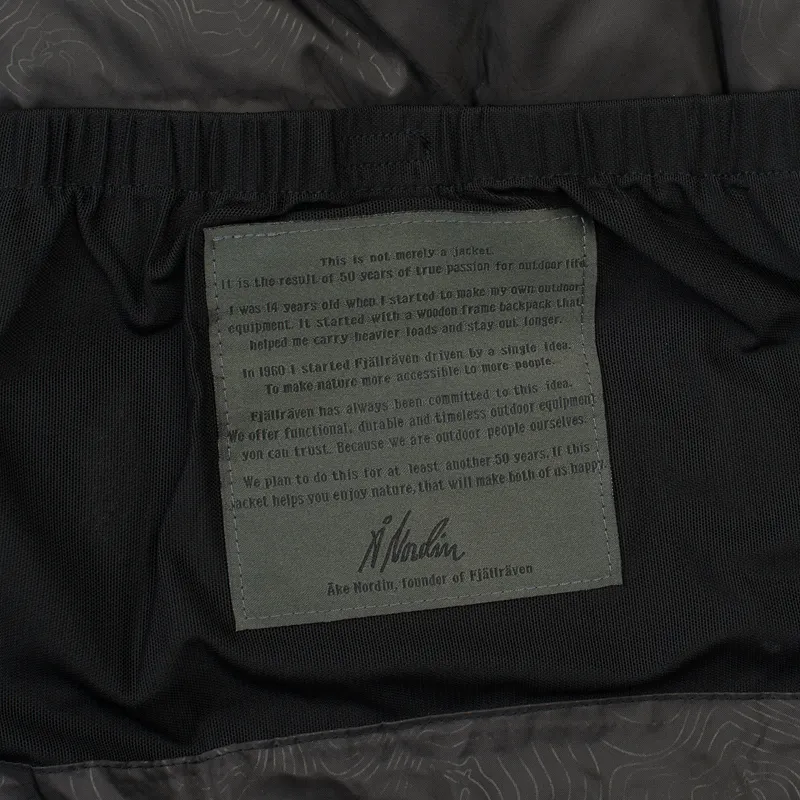 This is not merely a jacket.
It is the result of 50 years of true passion for outdoor life.
I was 14 years old when I started to make my own outdoor
equipment. It started with a wooden frame backpack that
helped me carry heavier loads and stay out longer.
In 1960 I started Fjällräven driven by a single idea.
To make nature more accessible to more people.
Fjällräven has always been committed to this idea.
We offer functional, durable and timeless outdoor equipment
you can trust. Because we are outdoor people ourselves.
We plan to do this for at least another 50 years. If this
jacket helps you enjoy nature, that will make both of us happy.
Å Nordin
Åke Nordin, founder of Fjällräven